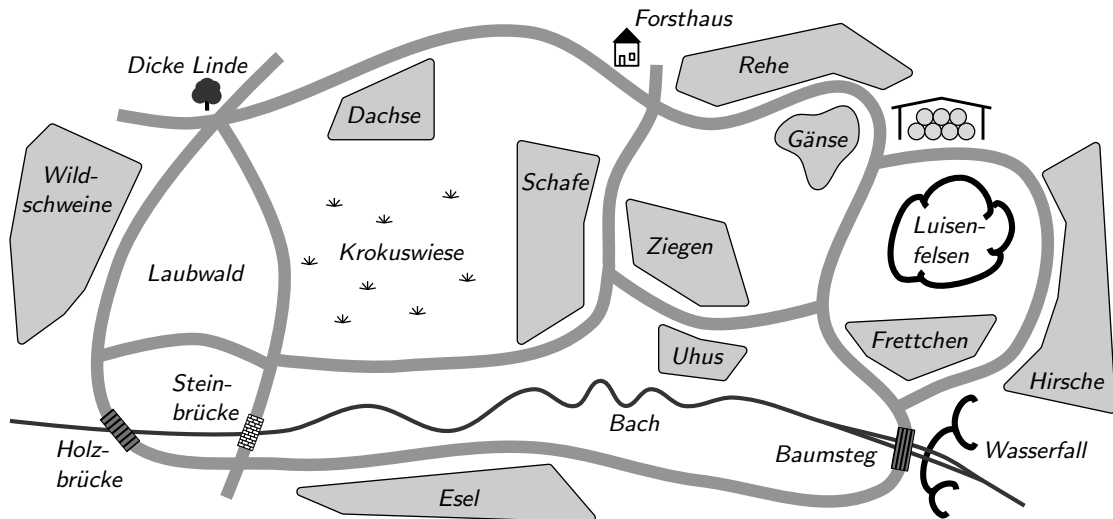 Forsthaus
Dicke Linde
Rehe
Dachse
Gänse
Wild-
schweine
Schafe
Luisen-
felsen
Ziegen
Krokuswiese
Laubwald
Frettchen
Uhus
Hirsche
Stein-
brücke
Bach
Holz-
brücke
Baumsteg
Wasserfall
Esel